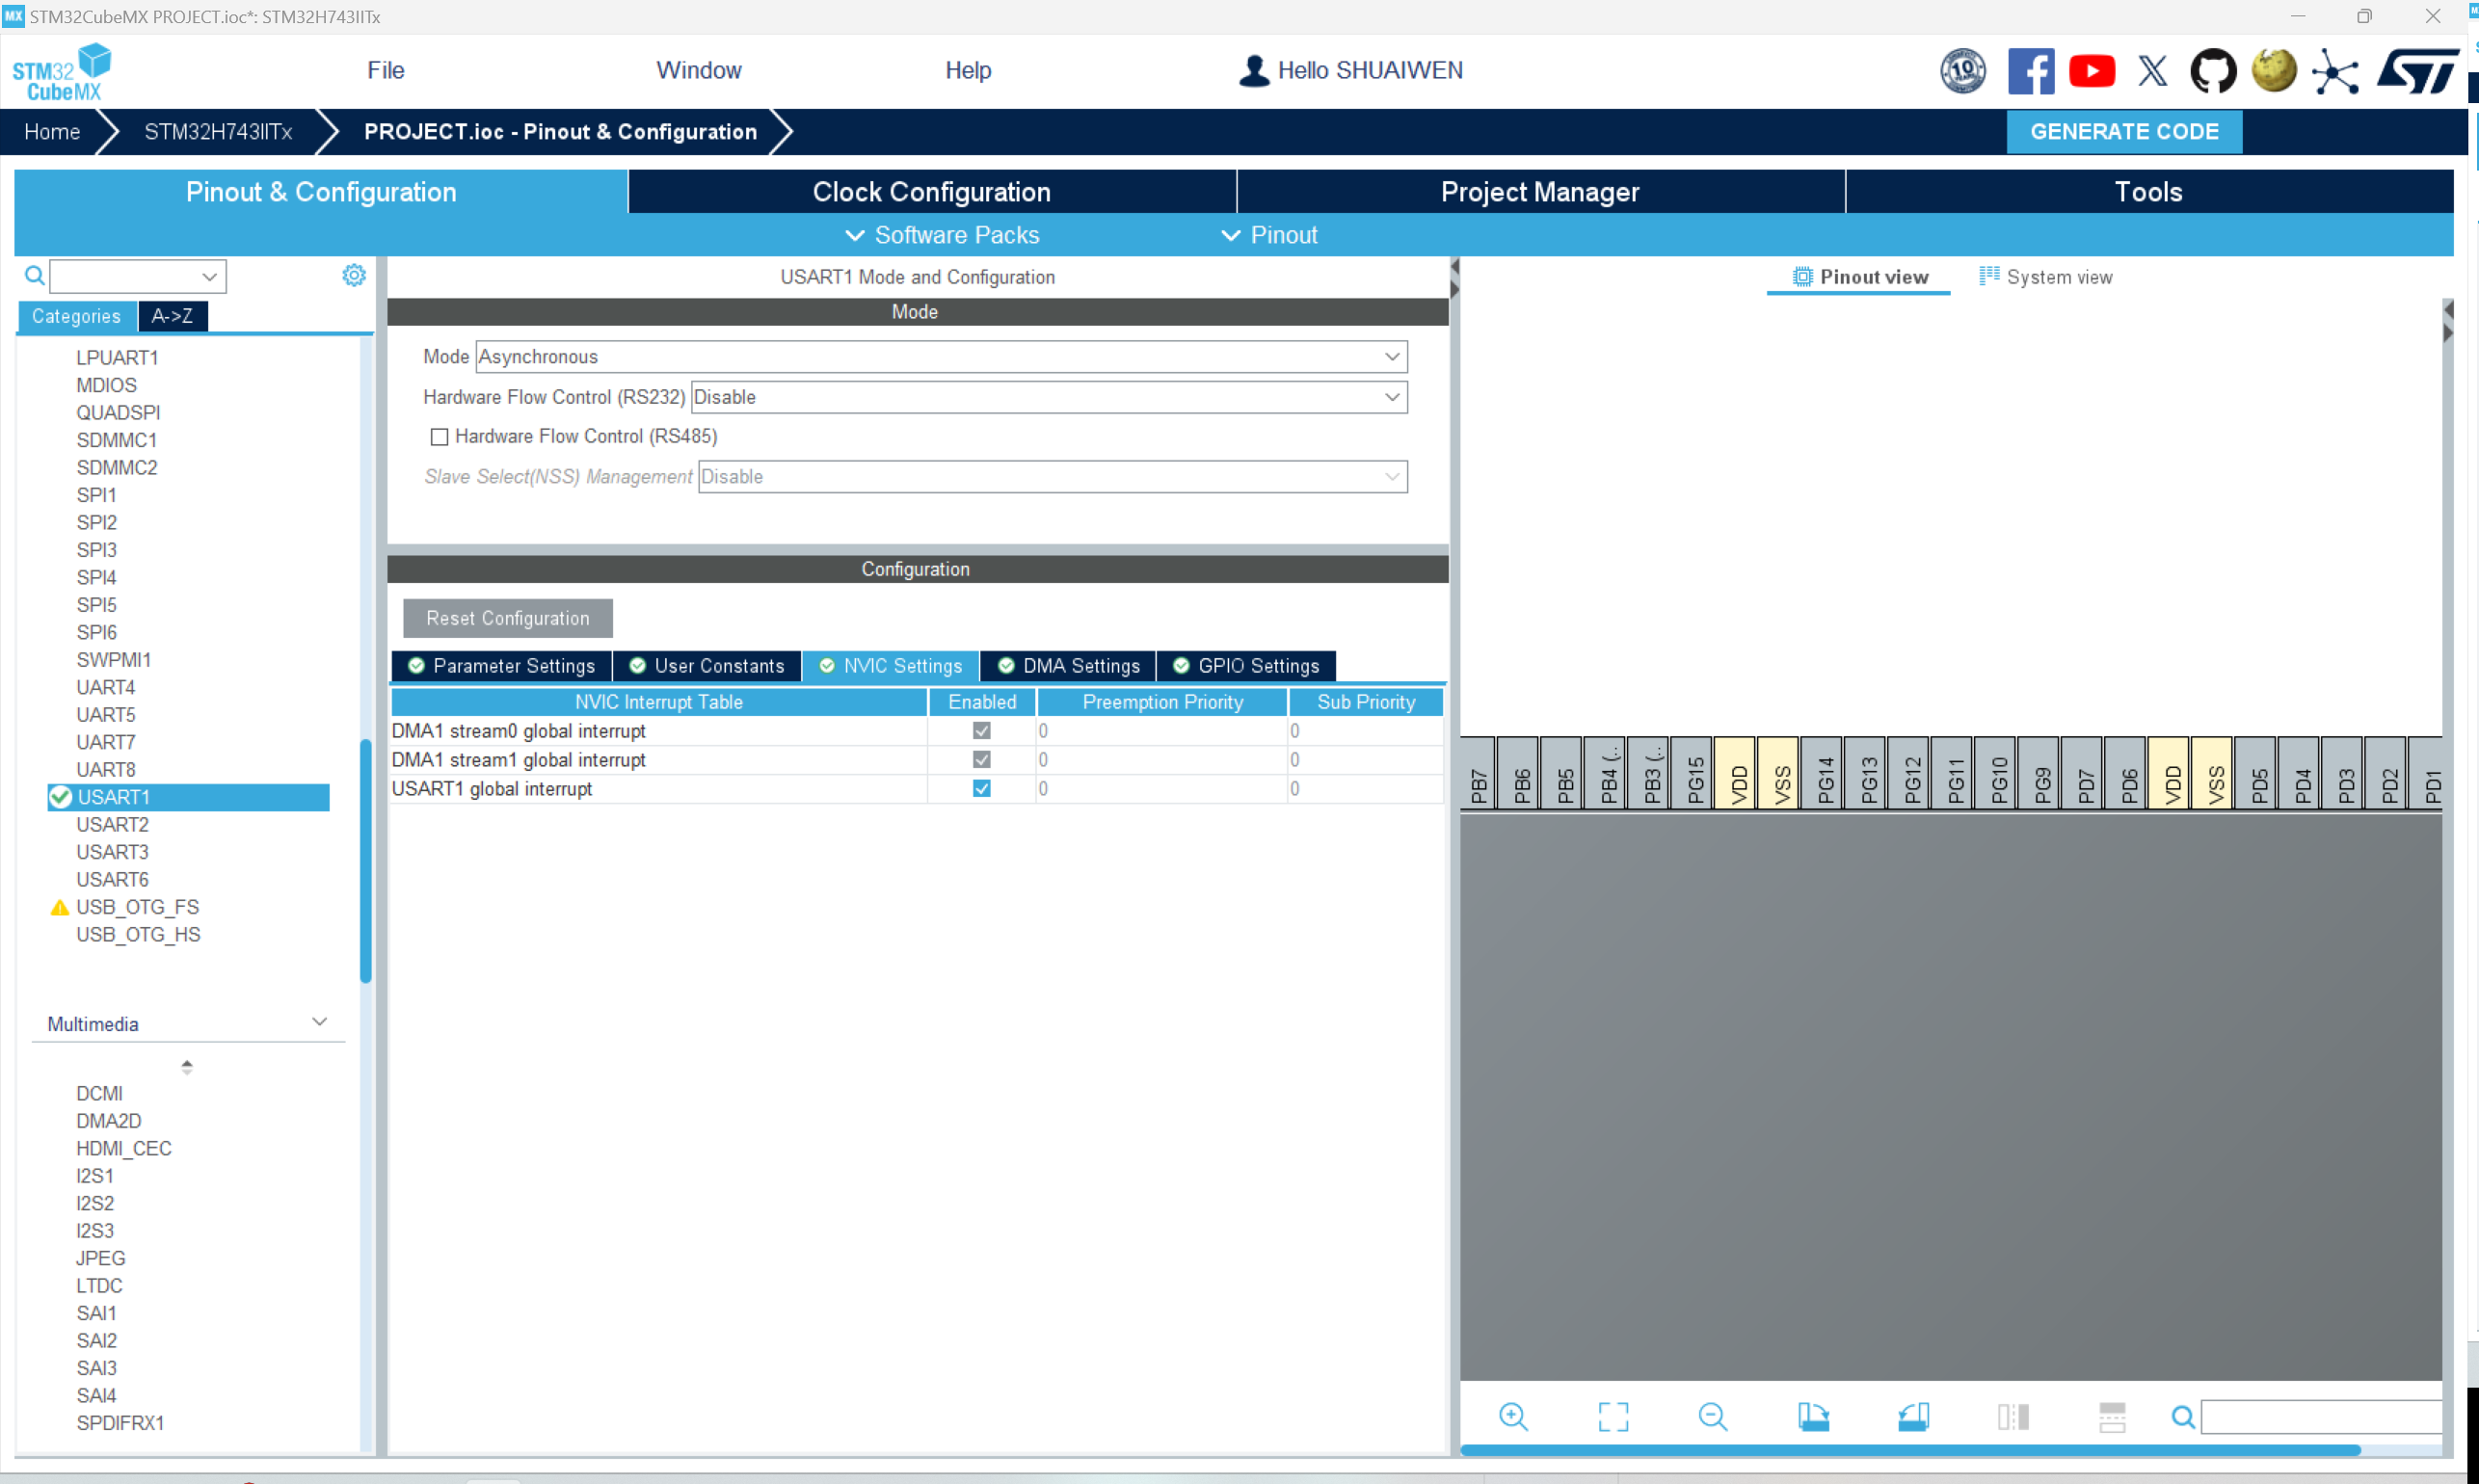 MX STM32CubeMX PROJECT.ioc*: STM32H743IITx
STM32 CubeMX
File Window Help Hello SHUAIWEN
Home STM32H743IITx PROJECT.ioc - Pinout & Configuration GENERATE CODE
Pinout & Configuration Clock Configuration Project Manager Tools
Software Packs Pinout
Categories A->Z
LPUART1
MDIOS
QUADSPI
SDMMC1
SDMMC2
SPI1
SPI2
SPI3
SPI4
SPI5
SPI6
SWPMI1
UART4
UART5
UART7
UART8
USART1
USART2
USART3
USART6
USB_OTG_FS
USB_OTG_HS
Multimedia
DCMI
DMA2D
HDMI_CEC
I2S1
I2S2
I2S3
JPEG
LTDC
SAI1
SAI2
SAI3
SAI4
SPDIFRX1
USART1 Mode and Configuration
Mode
Mode Asynchronous
Hardware Flow Control (RS232) Disable
Hardware Flow Control (RS485)
Slave Select(NSS) Management Disable
Configuration
Reset Configuration
Parameter Settings User Constants NVIC Settings DMA Settings GPIO Settings
NVIC Interrupt Table Enabled Preemption Priority Sub Priority
DMA1 stream0 global interrupt 0 0
DMA1 stream1 global interrupt 0 0
USART1 global interrupt 0 0
Pinout view System view
PB7 PB6 PB5 PB4 (.. PB3 (.. PG15 VDD VSS PG14 PG13 PG12 PG11 PG10 PG9 PD7 PD6 VDD VSS PD5 PD4 PD3 PD2 PD1